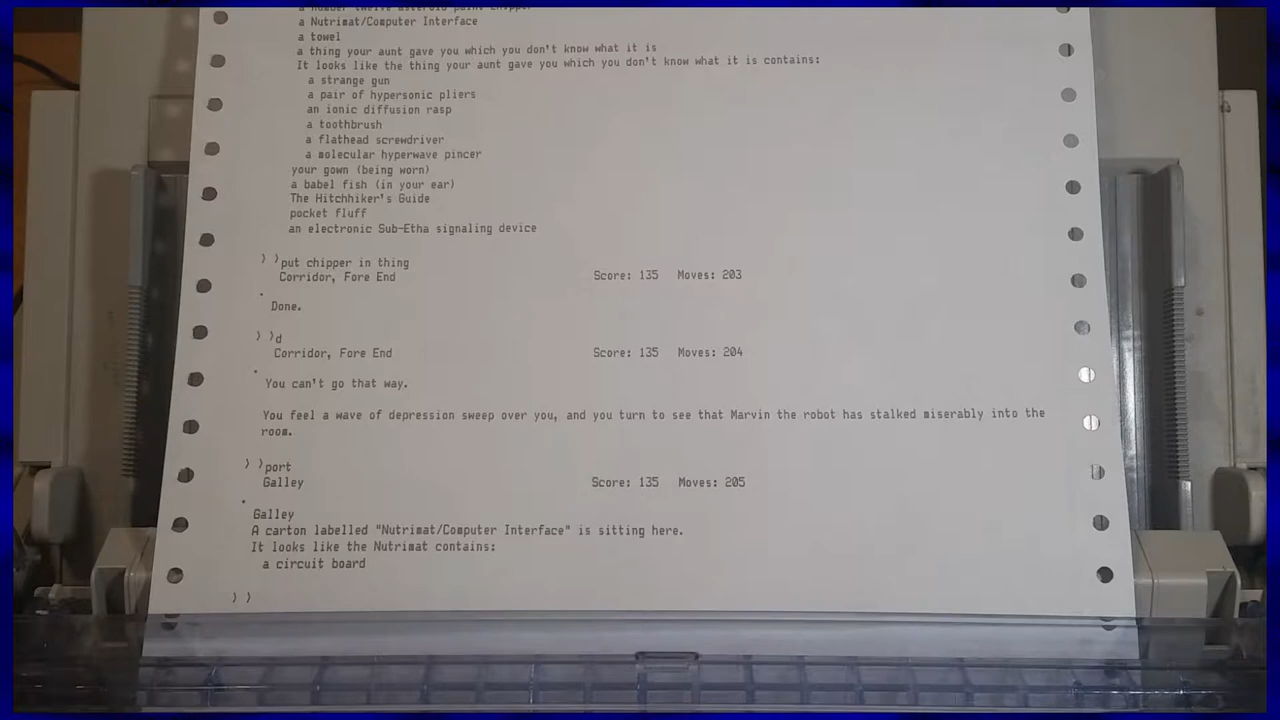 a number twelve asteroid paint chipper
a Nutrimat/Computer Interface
a towel
a thing your aunt gave you which you don't know what it is
It looks like the thing your aunt gave you which you don't know what it is contains:
a strange gun
a pair of hypersonic pliers
an ionic diffusion rasp
a toothbrush
a flathead screwdriver
a molecular hyperwave pincer
your gown (being worn)
a babel fish (in your ear)
The Hitchhiker's Guide
pocket fluff
an electronic Sub-Etha signaling device
> >put chipper in thing
Corridor, Fore End Score: 135 Moves: 203
.
Done.
> >d
Corridor, Fore End Score: 135 Moves: 204
.
You can't go that way.
You feel a wave of depression sweep over you, and you turn to see that Marvin the robot has stalked miserably into the
room.
> >port
Galley Score: 135 Moves: 205
.
Galley
A carton labelled "Nutrimat/Computer Interface" is sitting here.
It looks like the Nutrimat contains:
a circuit board
> >